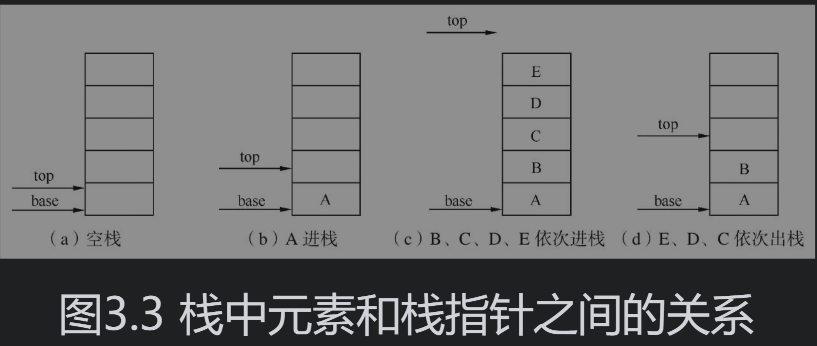 top
E
D
top
C
top
B
B
top
base
base
A
base
A
base
A
（a）空栈
（b）A 进栈
（c）B、C、D、E 依次进栈
（d）E、D、C 依次出栈
图3.3 栈中元素和栈指针之间的关系